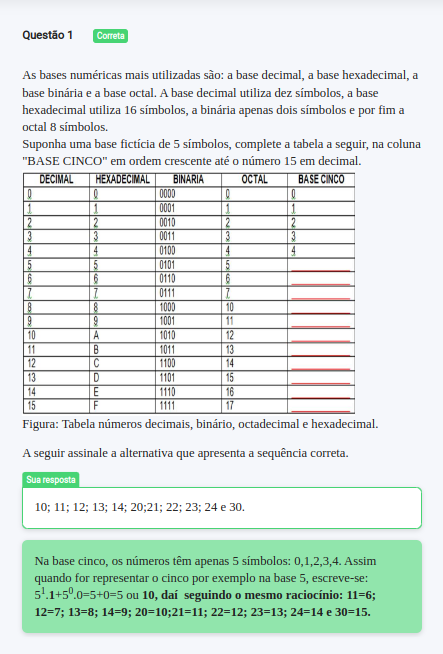 Questão 1 Correta
As bases numéricas mais utilizadas são: a base decimal, a base hexadecimal, a
base binária e a base octal. A base decimal utiliza dez símbolos, a base
hexadecimal utiliza 16 símbolos, a binária apenas dois símbolos e por fim a
octal 8 símbolos.
Suponha uma base fictícia de 5 símbolos, complete a tabela a seguir, na coluna
"BASE CINCO" em ordem crescente até o número 15 em decimal.
DECIMAL HEXADECIMAL BINÁRIA OCTAL BASE CINCO
0 0 0000 0 0
1 1 0001 1 1
2 2 0010 2 2
3 3 0011 3 3
4 4 0100 4 4
5 5 0101 5
6 6 0110 6
7 7 0111 7
8 8 1000 10
9 9 1001 11
10 A 1010 12
11 B 1011 13
12 C 1100 14
13 D 1101 15
14 E 1110 16
15 F 1111 17
Figura: Tabela números decimais, binário, octadecimal e hexadecimal.
A seguir assinale a alternativa que apresenta a sequência correta.
Sua resposta
10; 11; 12; 13; 14; 20;21; 22; 23; 24 e 30.
Na base cinco, os números têm apenas 5 símbolos: 0,1,2,3,4. Assim
quando for representar o cinco por exemplo na base 5, escreve-se:
5¹.1+5⁰.0=5+0=5 ou 10, daí seguindo o mesmo raciocínio: 11=6;
12=7; 13=8; 14=9; 20=10;21=11; 22=12; 23=13; 24=14 e 30=15.